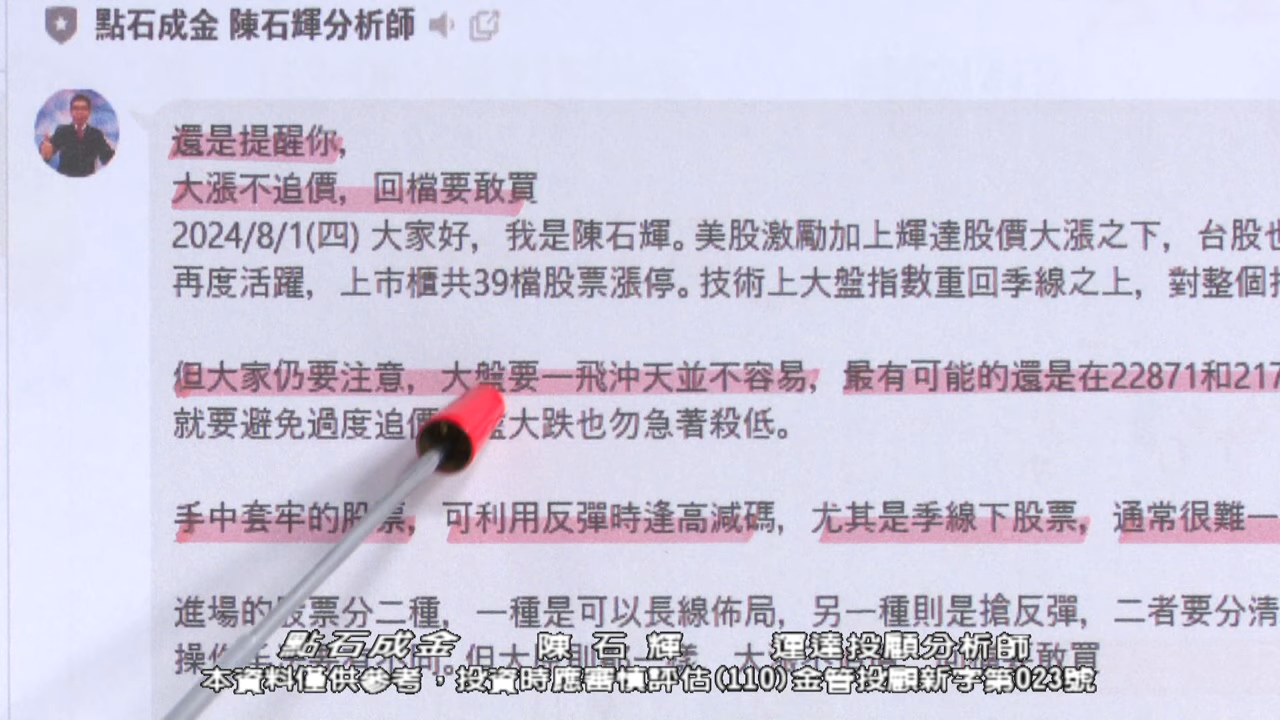 點石成金 陳石輝分析師
還是提醒你,
大漲不追價, 回檔要敢買
2024/8/1(四) 大家好, 我是陳石輝。美股激勵加上輝達股價大漲之下, 台股也
再度活躍, 上市櫃共39檔股票漲停。技術上大盤指數重回季線之上, 對整個
但大家仍要注意, 大盤要一飛沖天並不容易, 最有可能的還是在22871和217
就要避免過度追價 大跌也勿急著殺低。
手中套牢的股票, 可利用反彈時逢高減碼, 尤其是季線下股票, 通常很難一
進場的股票分二種, 一種是可以長線佈局, 另一種則是搶反彈, 二者要分清
敢買
點石成金 陳石輝 運達投顧分析師
本資料僅供參考,投資時應審慎評估(110)金管投顧新字第023號